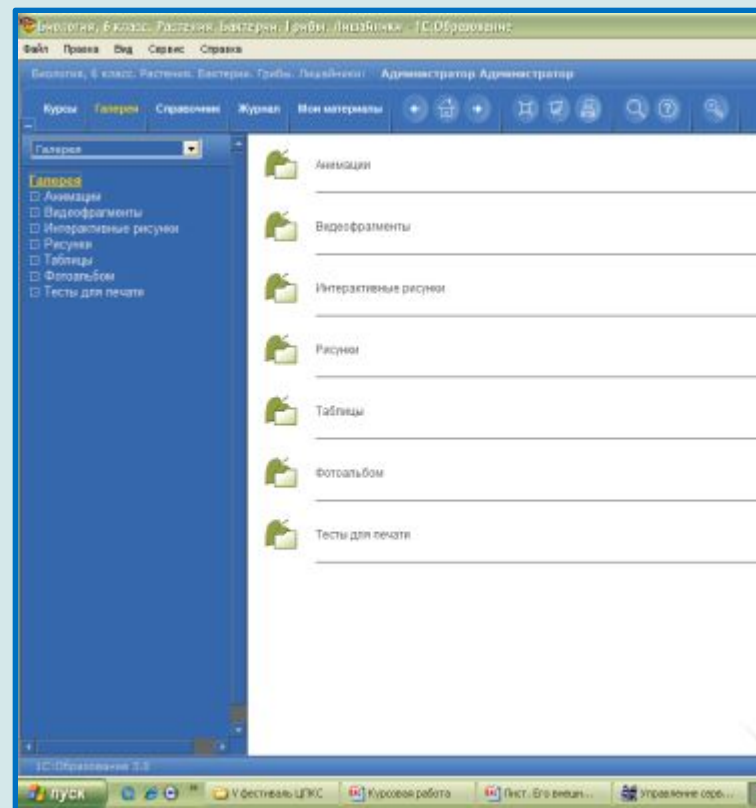 Биология, 6 класс. Растения. Бактерии. Грибы. Лишайники - 1С:Образование
Файл Правка Вид Сервис Справка
Биология, 6 класс. Растения. Бактерии. Грибы. Лишайники Администратор Администратор
Курсы Галерея Справочник Журнал Мои материалы
Галерея
Галерея
Анимации
Видеофрагменты
Интерактивные рисунки
Рисунки
Таблицы
Фотоальбом
Тесты для печати
Анимации
Видеофрагменты
Интерактивные рисунки
Рисунки
Таблицы
Фотоальбом
Тесты для печати
1С:Образование 3.0
пуск V фестиваль ЦПКС Курсовая работа Лист. Его внешн... Управление серв...